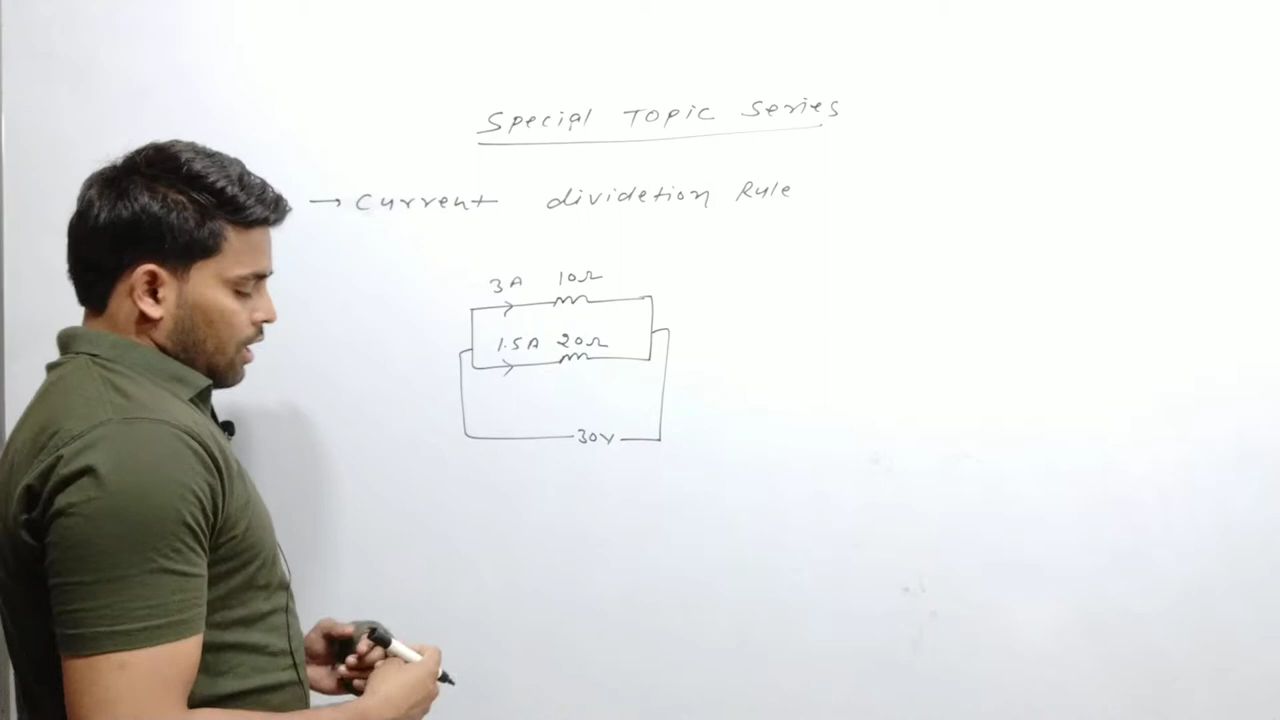 Special Topic Series
→ Current dividetion Rule
3A 10Ω
1.5A 20Ω
30V